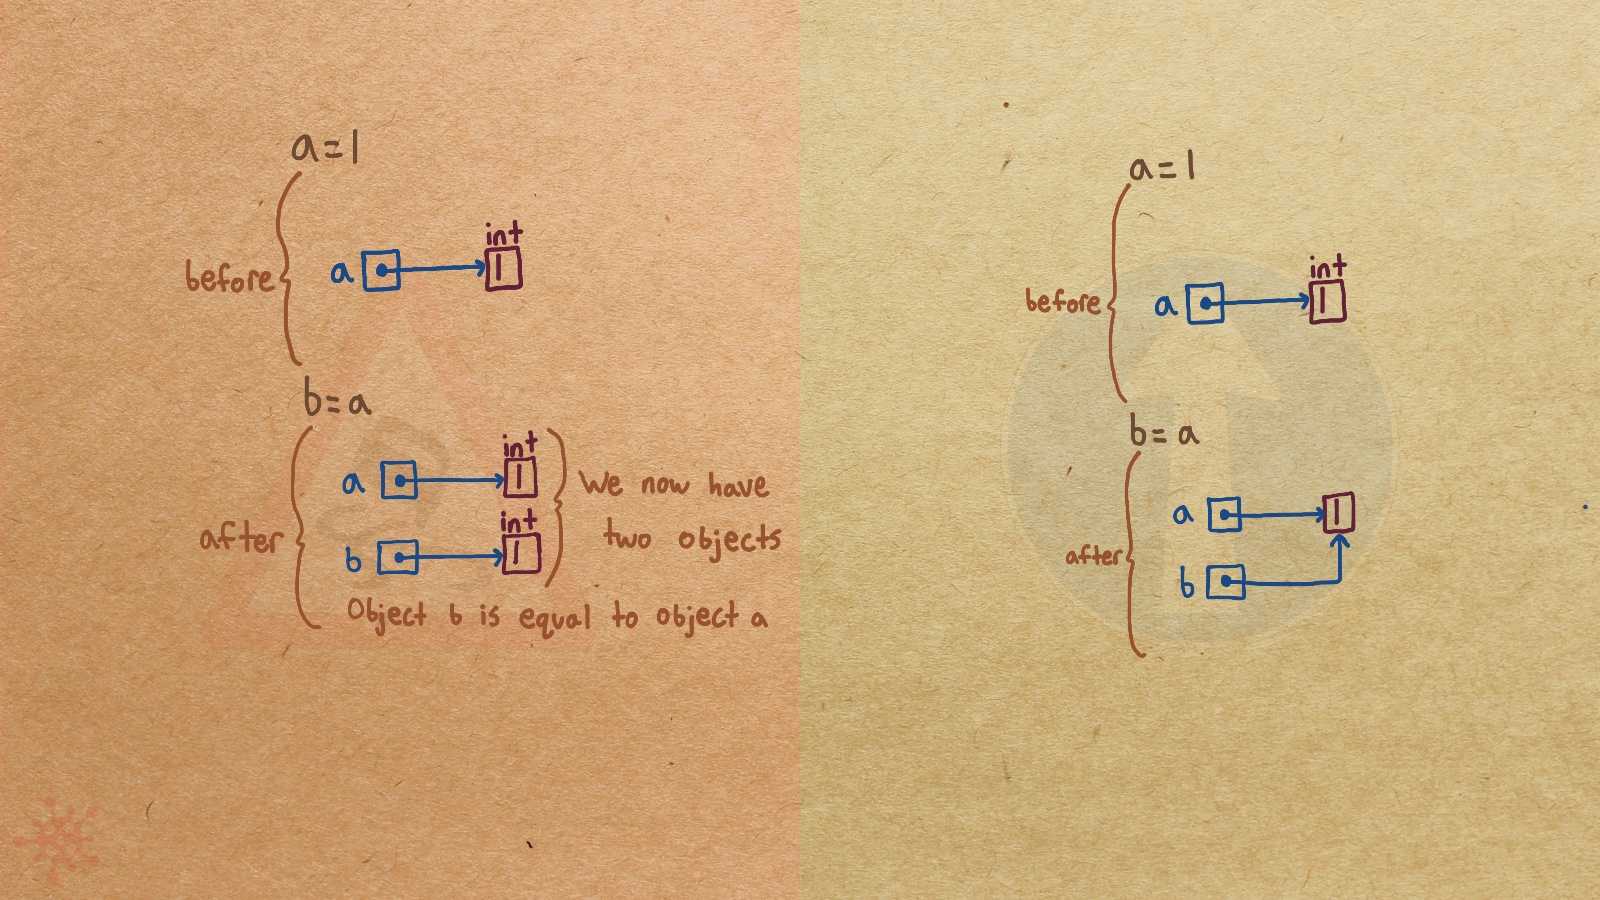 a=1
int
before
a
1
b=a
int
a
1
We now have
two objects
int
after
b
1
Object b is equal to object a
a=1
int
before
a
1
b=a
a
1
after
b